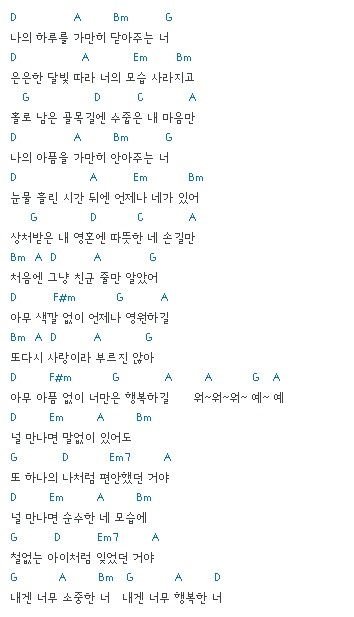 D A Bm G
나의 하루를 가만히 닫아주는 너
D A Em Bm
은은한 달빛 따라 너의 모습 사라지고
G D C A
홀로 남은 골목길엔 수줍은 내 마음만
D A Bm G
나의 아픔을 가만히 안아주는 너
D A Em Bm
눈물 흘린 시간 뒤엔 언제나 네가 있어
G D C A
상처받은 내 영혼엔 따뜻한 네 손길만
Bm A D A G
처음엔 그냥 친군 줄만 알았어
D F#m G A
아무 색깔 없이 언제나 영원하길
Bm A D A G
또다시 사랑이라 부르진 않아
D F#m G A A G A
아무 아픔 없이 너만은 행복하길 워~워~워~ 예~ 예
D Em A Bm
널 만나면 말없이 있어도
G D Em7 A
또 하나의 나처럼 편안했던 거야
D Em A Bm
널 만나면 순수한 네 모습에
G D Em7 A
철없는 아이처럼 잊었던 거야
G A Bm G A D
내겐 너무 소중한 너 내겐 너무 행복한 너